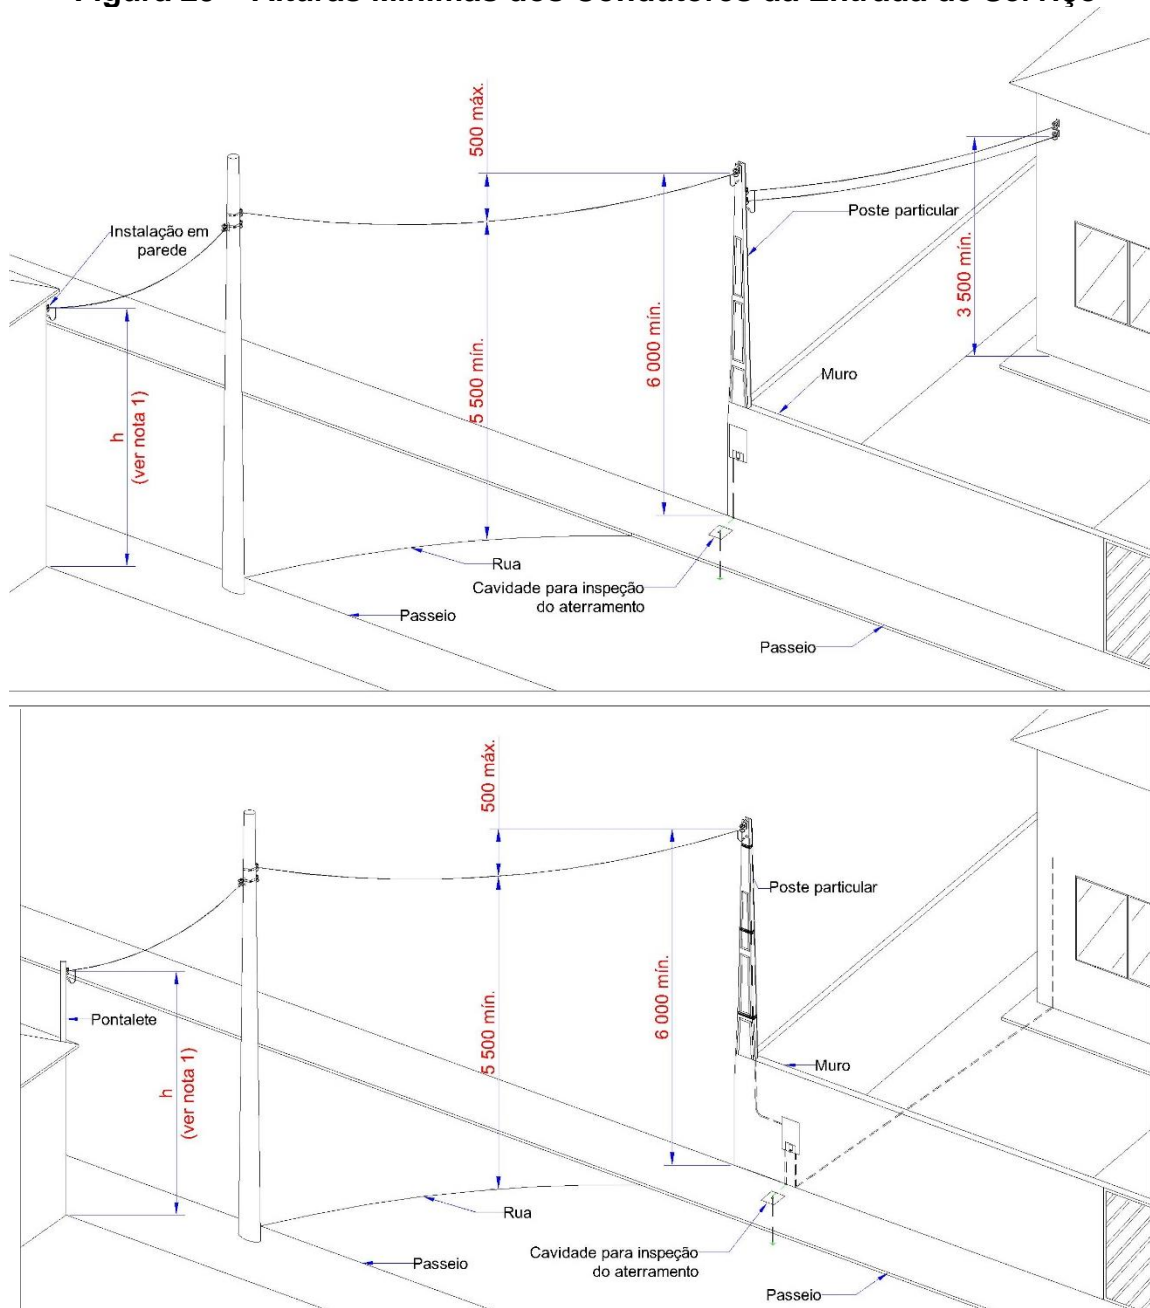 500 máx.
Poste particular
Instalação em
parede
3 500 mín.
6 000 mín.
5 500 mín.
Muro
h
(ver nota 1)
Rua
Cavidade para inspeção
do aterramento
Passeio
Passeio
500 máx.
Poste particular
6 000 mín.
5 500 mín.
Pontalete
h
(ver nota 1)
Muro
Rua
Cavidade para inspeção
do aterramento
Passeio
Passeio